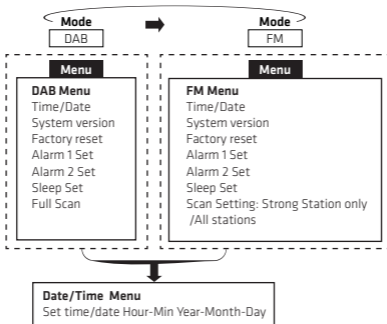 Mode
DAB
Mode
FM
Menu
DAB Menu
Time/Date
System version
Factory reset
Alarm 1 Set
Alarm 2 Set
Sleep Set
Full Scan
Menu
FM Menu
Time/Date
System version
Factory reset
Alarm 1 Set
Alarm 2 Set
Sleep Set
Scan Setting: Strong Station only
/All stations
Date/Time Menu
Set time/date Hour-Min Year-Month-Day